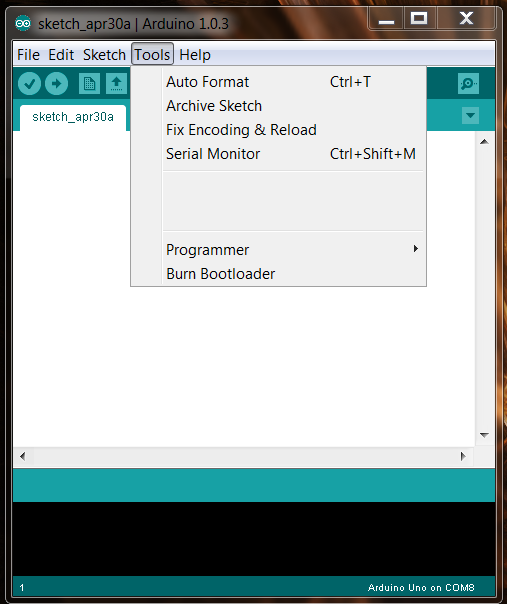 sketch_apr30a | Arduino 1.0.3
File Edit Sketch Tools Help
sketch_apr30a
Auto Format Ctrl+T
Archive Sketch
Fix Encoding & Reload
Serial Monitor Ctrl+Shift+M
Programmer
Burn Bootloader
1 Arduino Uno on COM8